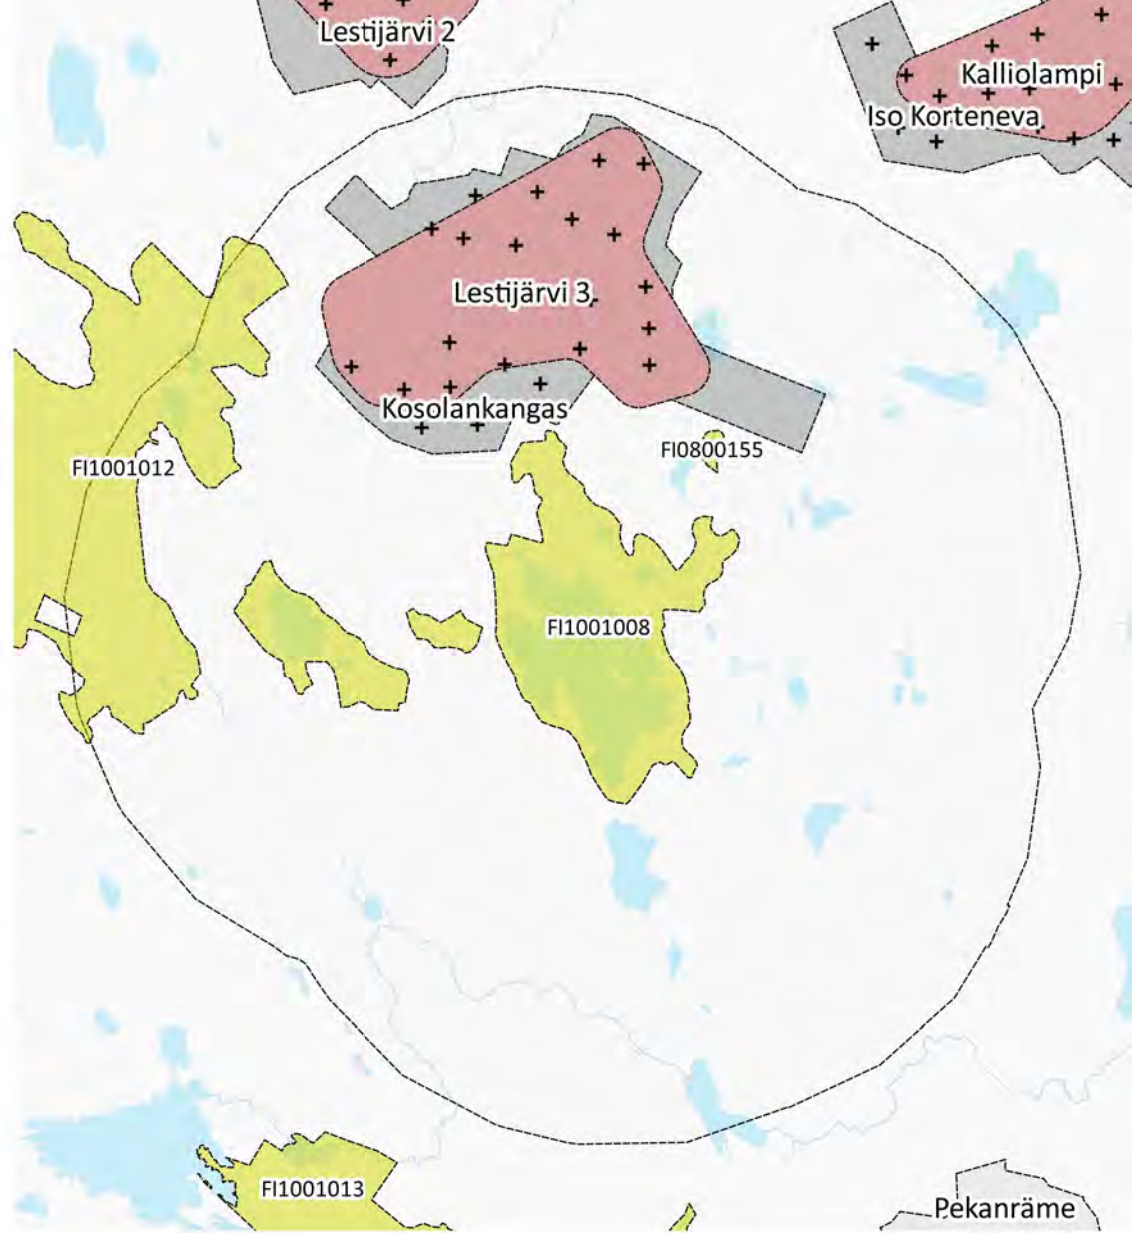 Lestijärvi 2
Kalliolampi
Iso Korteneva
Lestijärvi 3
Kosolankangas
FI0800155
FI1001012
FI1001008
FI1001013
Pekanräme